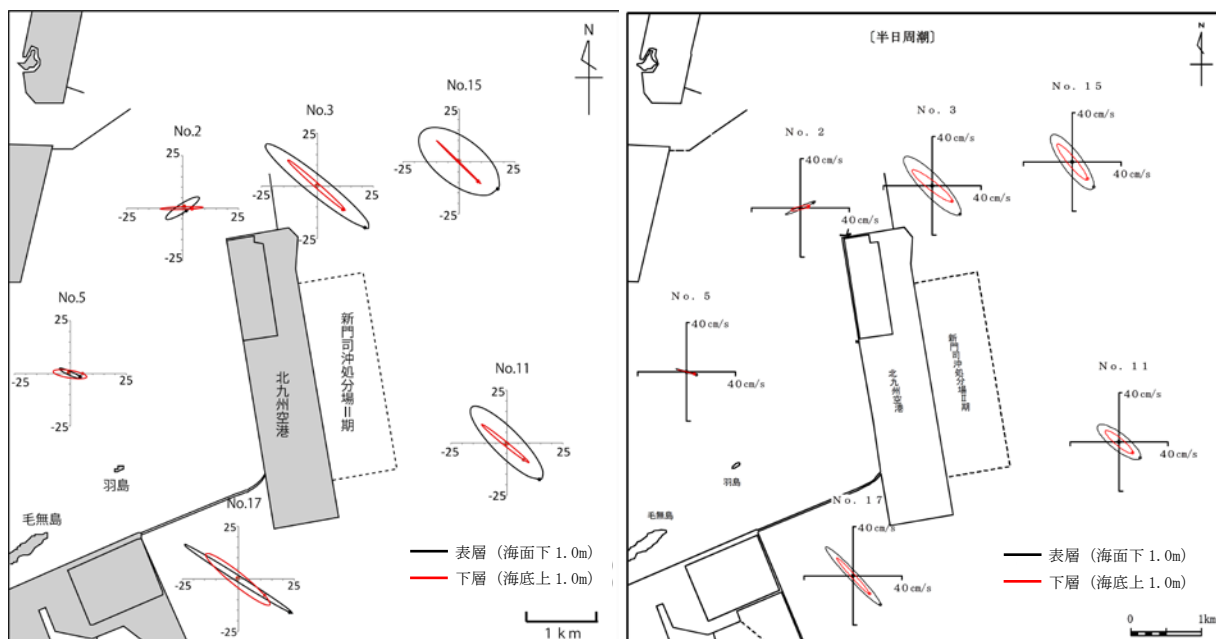 N
No.15
25
-25
25
-25
No.3
25
-25
25
-25
No.2
25
-25
25
-25
No.5
25
-25
25
-25
新門司沖処分場Ⅱ期
北九州空港
No.11
25
-25
25
-25
羽島
毛無島
No.17
25
-25
25
-25
表層 (海面下 1.0m)
下層 (海底上 1.0m)
1 km
〔半日周潮〕
N
No. 15
40cm/s
40cm/s
No. 3
40cm/s
40cm/s
No. 2
40cm/s
40cm/s
No. 5
40cm/s
40cm/s
新門司沖処分場Ⅱ期
北九州空港
No. 11
40cm/s
40cm/s
羽島
毛無島
No. 17
40cm/s
40cm/s
表層 (海面下 1.0m)
下層 (海底上 1.0m)
0 1km